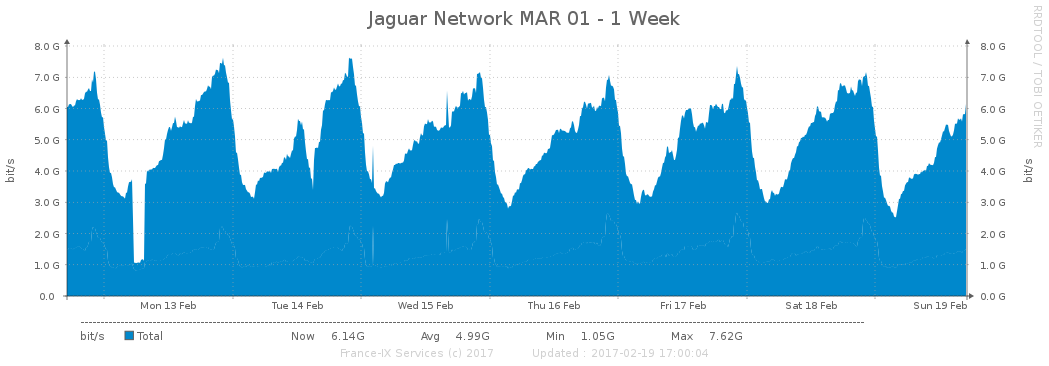 Jaguar Network MAR 01 - 1 Week
RRDTOOL / TOBI OETIKER
bit/s
8.0 G
7.0 G
6.0 G
5.0 G
4.0 G
3.0 G
2.0 G
1.0 G
0.0
8.0 G
7.0 G
6.0 G
5.0 G
4.0 G
3.0 G
2.0 G
1.0 G
0.0 G
bit/s
Mon 13 Feb Tue 14 Feb Wed 15 Feb Thu 16 Feb Fri 17 Feb Sat 18 Feb Sun 19 Feb
bit/s Total Now 6.14G Avg 4.99G Min 1.05G Max 7.62G
France-IX Services (c) 2017 Updated : 2017-02-19 17:00:04